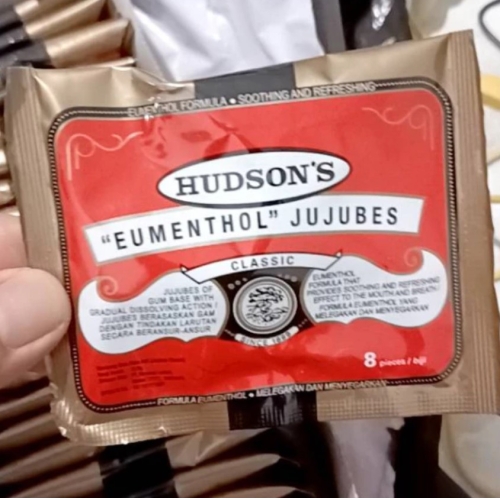 EUMENTHOL FORMULA • SOOTHING AND REFRESHING
HUDSON'S
"EUMENTHOL" JUJUBES
CLASSIC
JUJUBES OF
GUM BASE WITH
GRADUAL DISSOLVING ACTION /
JUJUBES BERASASKAN GAM
DENGAN TINDAKAN LARUTAN
SECARA BERANSUR-ANSUR
EUMENTHOL
FORMULA THAT
PROVIDES SOOTHING AND REFRESHING
EFFECT TO THE MOUTH AND BREATH /
FORMULA EUMENTHOL YANG
MELEGAKAN DAN MENYEGARKAN
SINCE
8 pieces / biji
FORMULA EUMENTHOL • MELEGAKAN DAN MENYEGARKAN